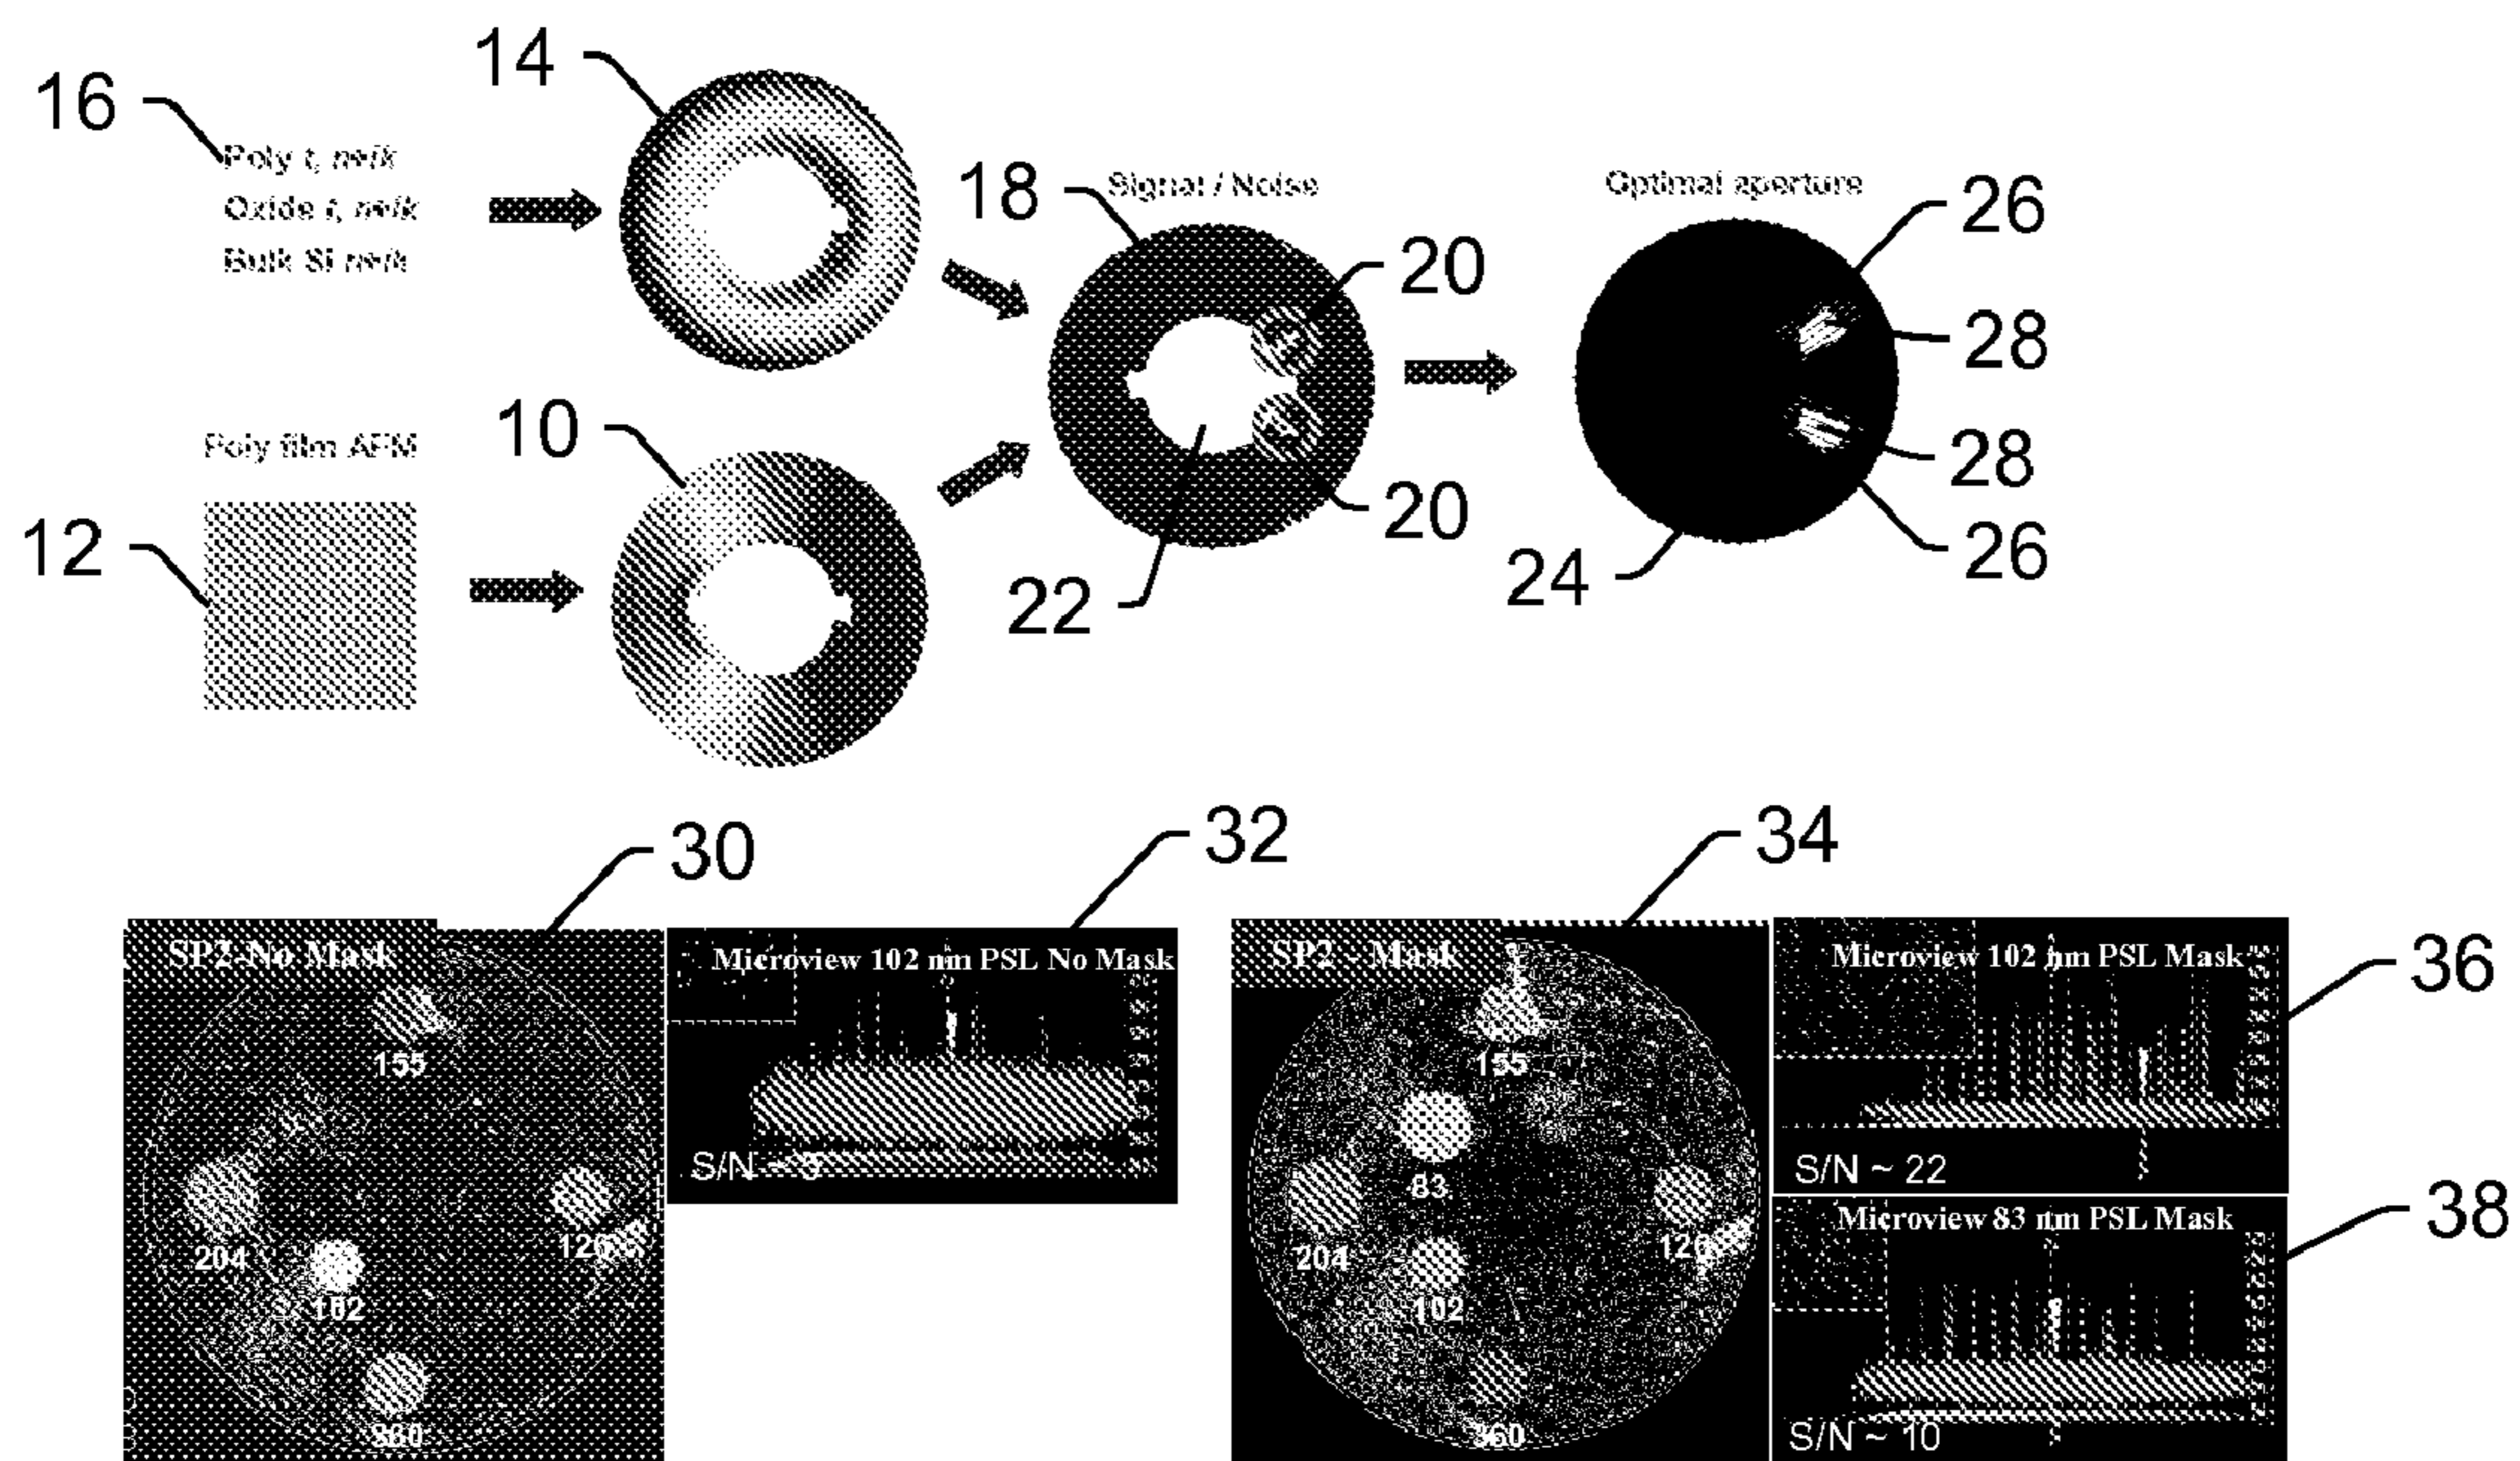 14
16
Poly t, n+ik
Oxide t, n+ik
Bulk Si n+ik
18
Signal / Noise
Optimal aperture
26
20
28
Poly film AFM
10
28
12
20
22
24
26
30
32
34
SP2-No Mask
Microview 102 nm PSL No Mask
SP2 - Mask
Microview 102 nm PSL Mask
36
155
155
S/N ~ 5
83
S/N ~ 22
38
Microview 83 nm PSL Mask
204
126
204
126
102
102
360
360
S/N ~ 10